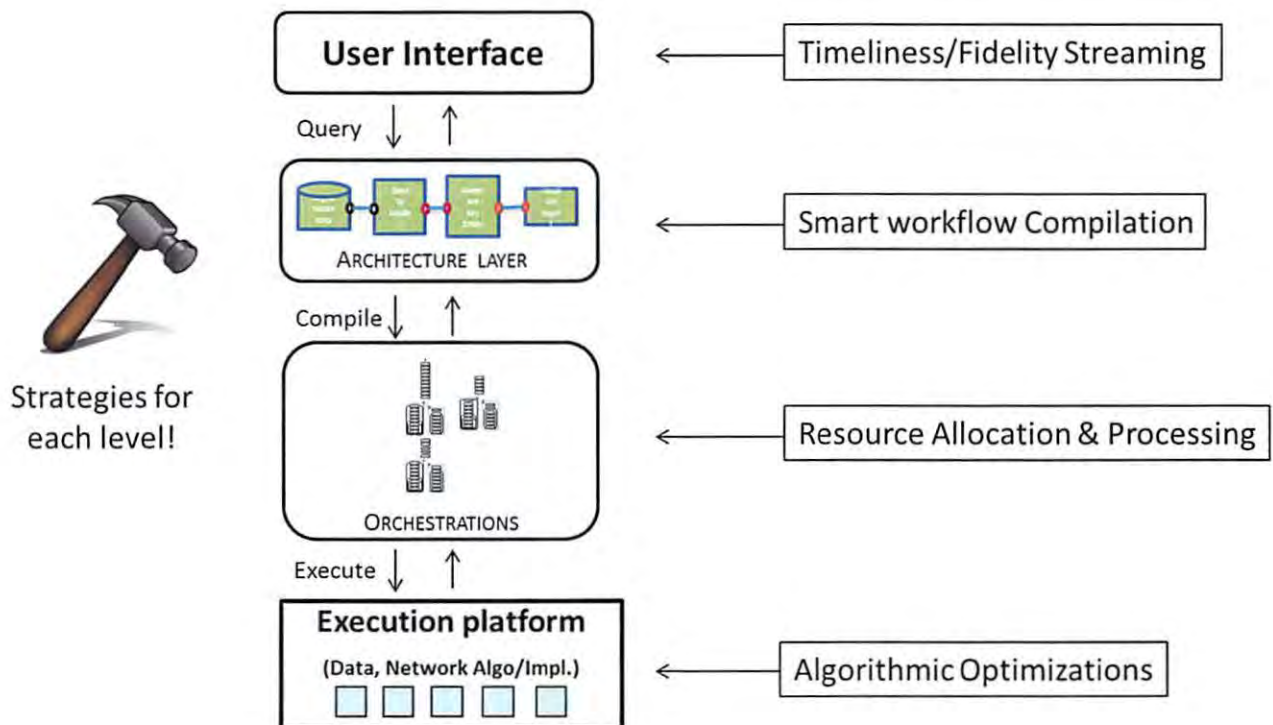 User Interface
Timeliness/Fidelity Streaming
Query
ARCHITECTURE LAYER
Smart workflow Compilation
Compile
Strategies for
each level!
ORCHESTRATIONS
Resource Allocation & Processing
Execute
Execution platform
(Data, Network Algo/Impl.)
Algorithmic Optimizations